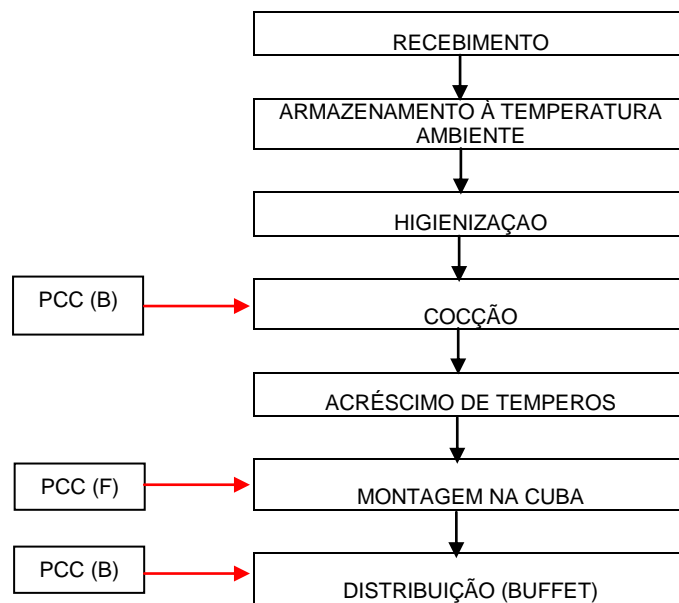 RECEBIMENTO
ARMAZENAMENTO À TEMPERATURA
AMBIENTE
HIGIENIZAÇAO
PCC (B)
COCÇÃO
ACRÉSCIMO DE TEMPEROS
PCC (F)
MONTAGEM NA CUBA
PCC (B)
DISTRIBUIÇÃO (BUFFET)